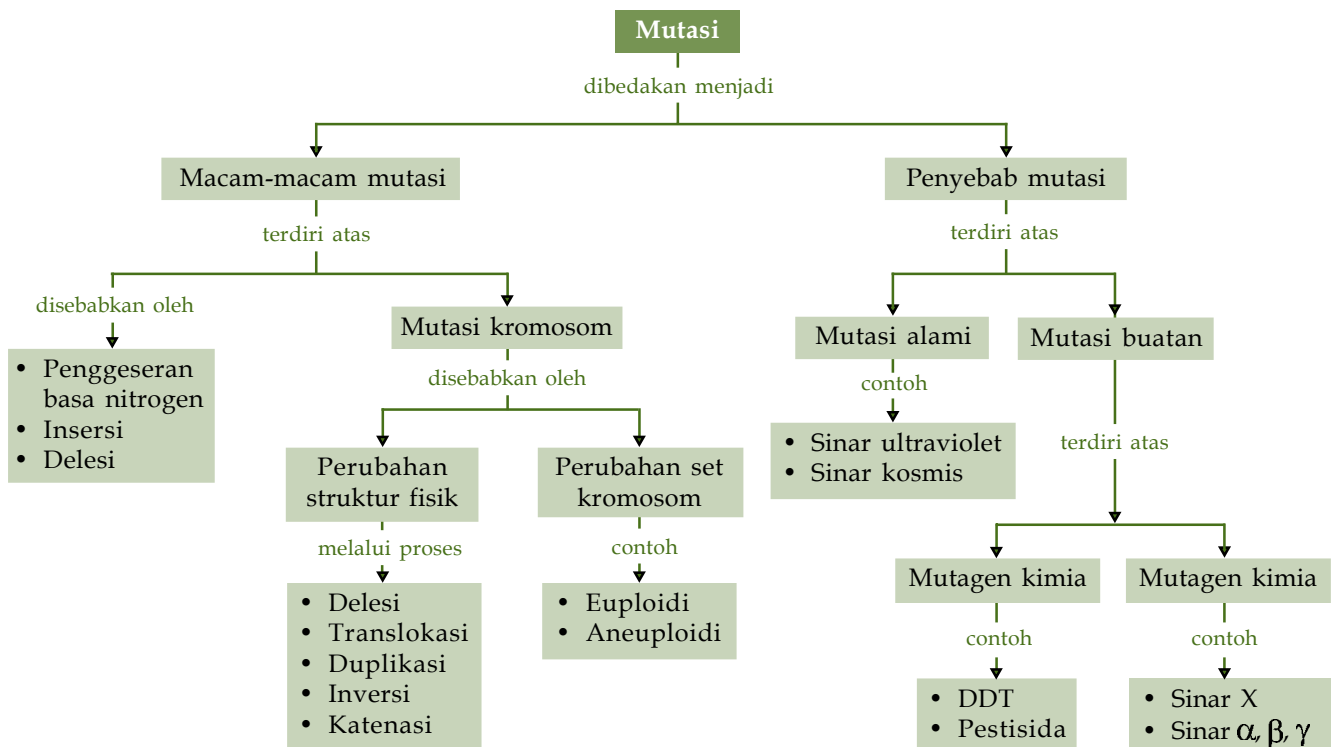 Mutasi
dibedakan menjadi
Macam-macam mutasi
Penyebab mutasi
terdiri atas
terdiri atas
disebabkan oleh
Mutasi kromosom
Mutasi alami
Mutasi buatan
• Penggeseran
basa nitrogen
• Insersi
• Delesi
disebabkan oleh
contoh
• Sinar ultraviolet
• Sinar kosmis
terdiri atas
Perubahan
struktur fisik
Perubahan set
kromosom
melalui proses
contoh
• Delesi
• Translokasi
• Duplikasi
• Inversi
• Katenasi
• Euploidi
• Aneuploidi
Mutagen kimia
Mutagen kimia
contoh
contoh
• DDT
• Pestisida
• Sinar X
• Sinar α, β, γ